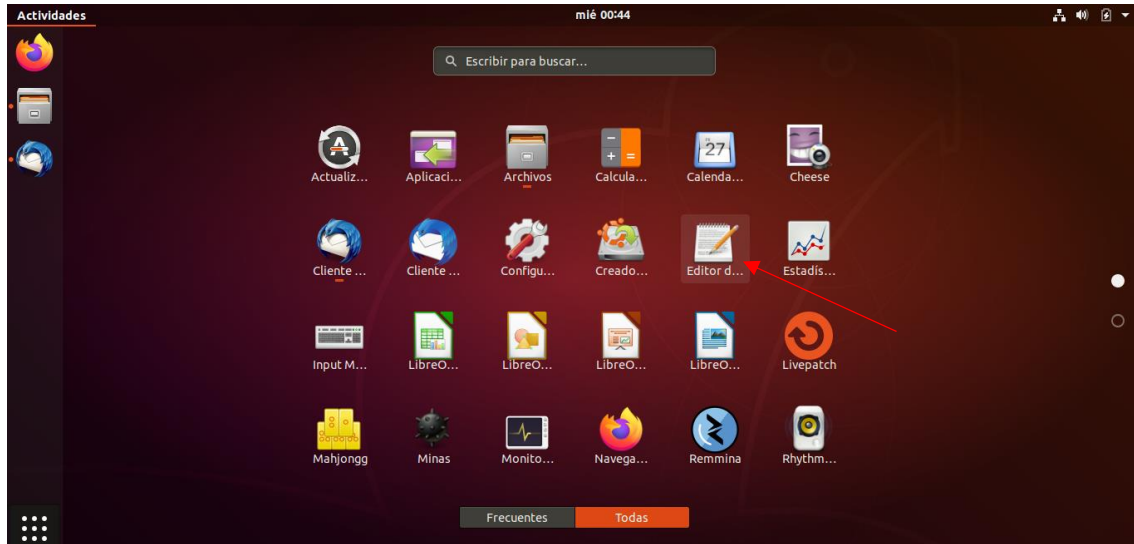 Actividades
mié 00:44
Escribir para buscar...
Actualiz... Aplicaci... Archivos Calcula... Calenda... Cheese
27
Cliente ... Cliente ... Configu... Creado... Editor d... Estadís...
Input M... LibreO... LibreO... LibreO... LibreO... Livepatch
Mahjongg Minas Monito... Navega... Remmina Rhythm...
Frecuentes Todas